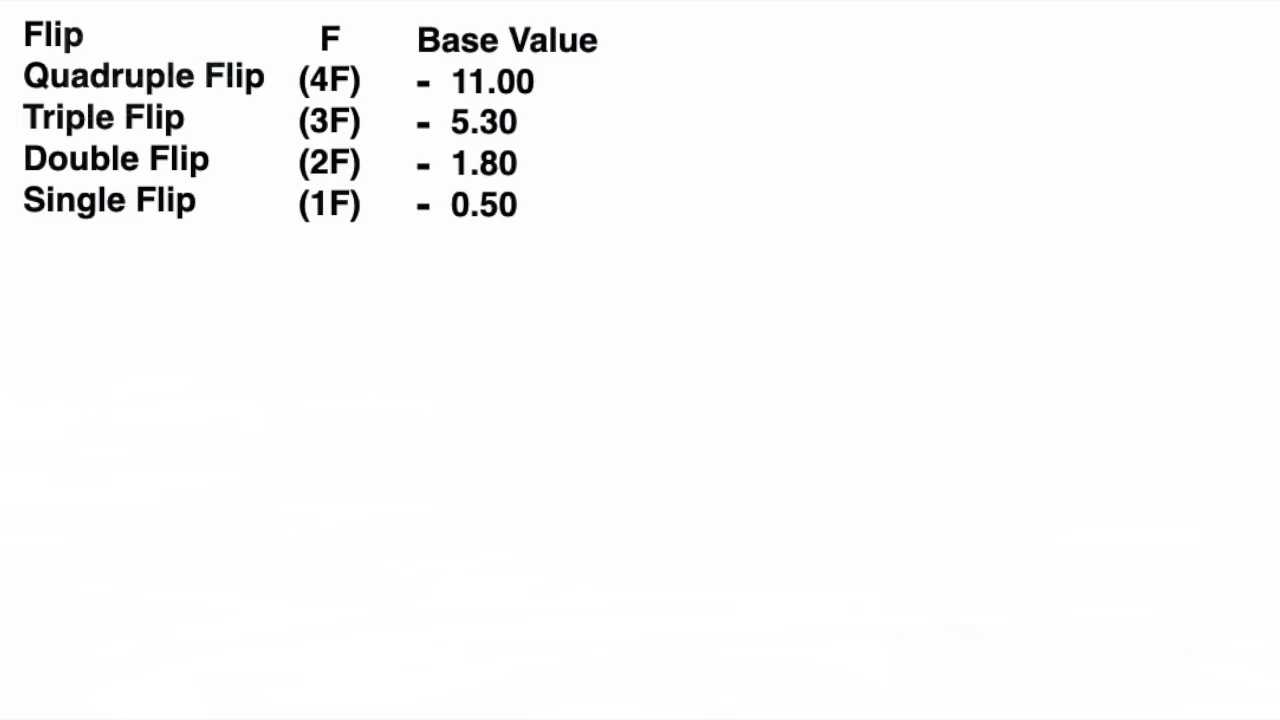 Flip F Base Value
Quadruple Flip (4F) - 11.00
Triple Flip (3F) - 5.30
Double Flip (2F) - 1.80
Single Flip (1F) - 0.50